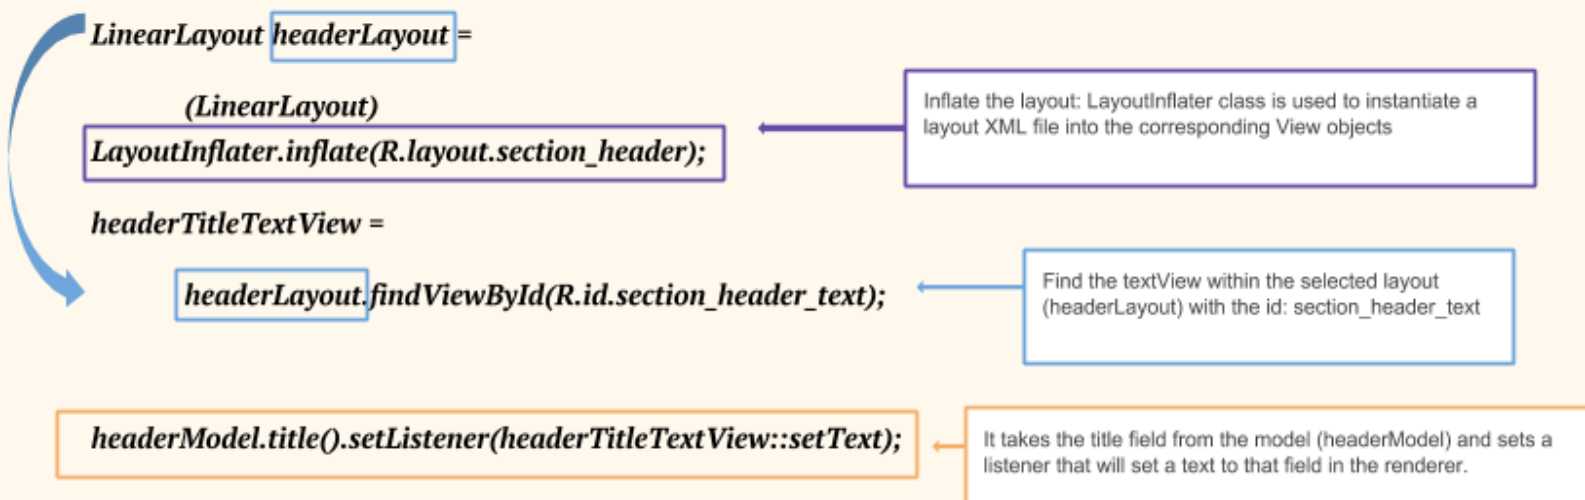 LinearLayout headerLayout =
(LinearLayout)
LayoutInflater.inflate(R.layout.section_header);
Inflate the layout: LayoutInflater class is used to instantiate a
layout XML file into the corresponding View objects
headerTitleTextView =
headerLayout.findViewById(R.id.section_header_text);
Find the textView within the selected layout
(headerLayout) with the id: section_header_text
headerModel.title().setListener(headerTitleTextView::setText);
It takes the title field from the model (headerModel) and sets a
listener that will set a text to that field in the renderer.